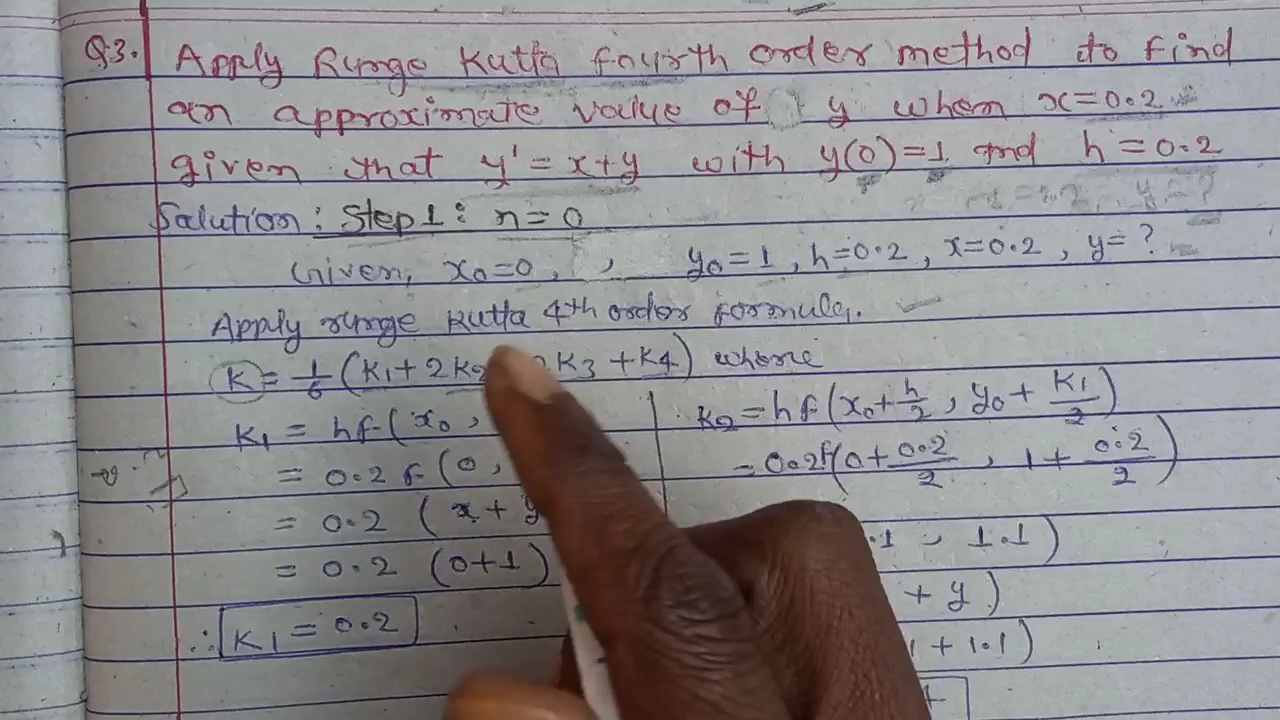 Q3. Apply Runge Kutta fourth order method to find
an approximate value of y when x=0.2
given that y' = x+y with y(0)=1 and h=0.2
Solution: Step 1: n=0
Given, x₀=0, , y₀=1, h=0.2, x=0.2, y=?
Apply runge kutta 4th order formula.
K = 1/6 (K₁ + 2K₂ 2K₃ + K₄) where
K₁ = hf(x₀,
= 0.2 f (0,
= 0.2 (x + y
= 0.2 (0+1)
∴ K₁ = 0.2
K₂ = hf(x₀ + h/2, y₀ + K₁/2)
= 0.2f(0 + 0.2/2, 1 + 0.2/2)
.1, 1.1)
+ y)
1 + 1.1)